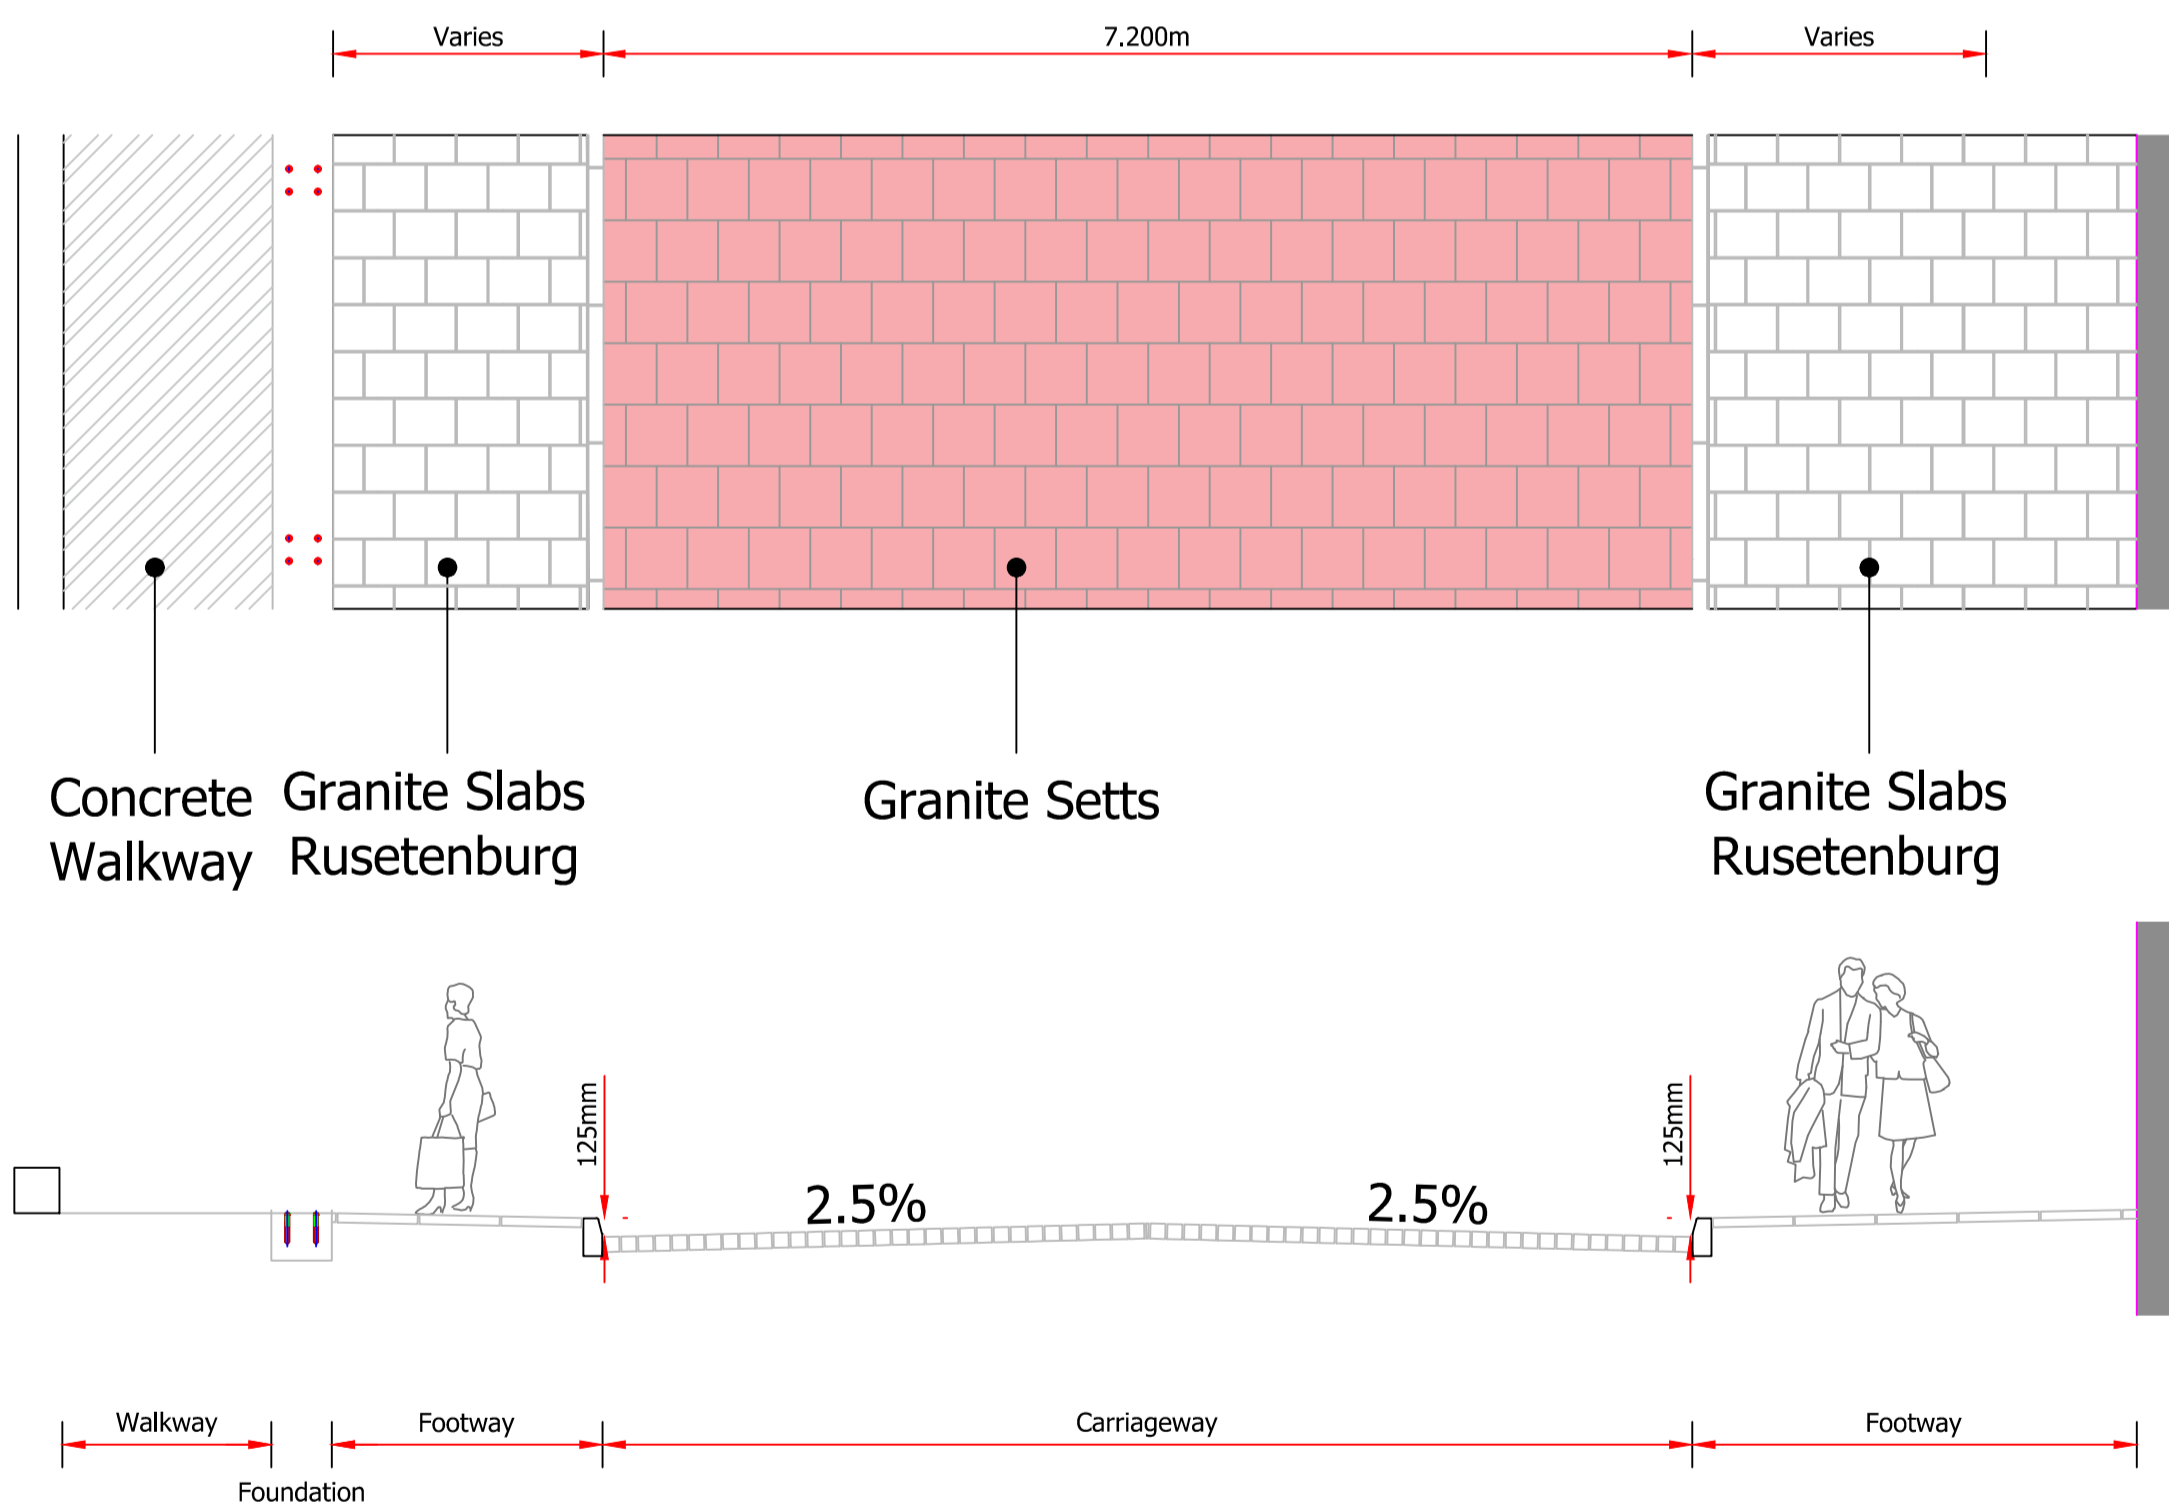 Varies
7.200m
Varies
Concrete
Walkway
Granite Slabs
Rusetenburg
Granite Setts
Granite Slabs
Rusetenburg
125mm
2.5%
2.5%
125mm
Walkway
Footway
Carriageway
Footway
Foundation